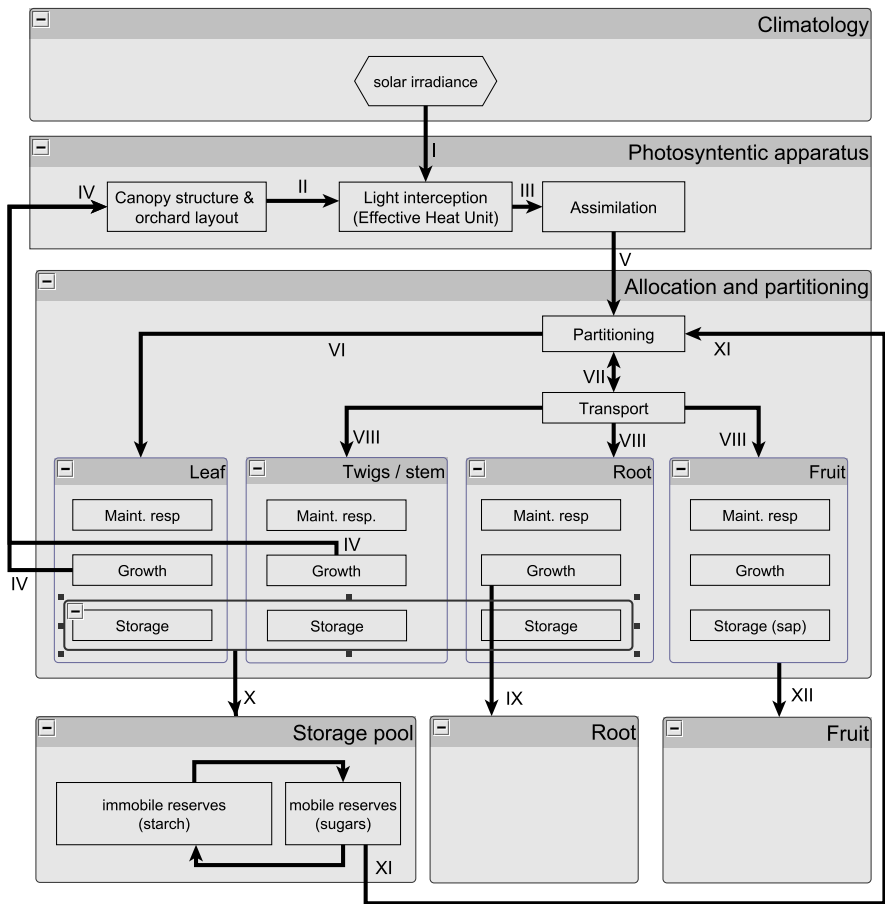 Climatology
solar irradiance
I
Photosyntentic apparatus
IV
Canopy structure &
orchard layout
II
Light interception
(Effective Heat Unit)
III
Assimilation
V
Allocation and partitioning
Partitioning
VI
XI
VII
Transport
VIII
VIII
VIII
Leaf
Twigs / stem
Root
Fruit
Maint. resp
Maint. resp.
Maint. resp
Maint. resp
IV
Growth
Growth
Growth
Growth
IV
Storage
Storage
Storage
Storage (sap)
X
IX
XII
Storage pool
Root
Fruit
immobile reserves
(starch)
mobile reserves
(sugars)
XI